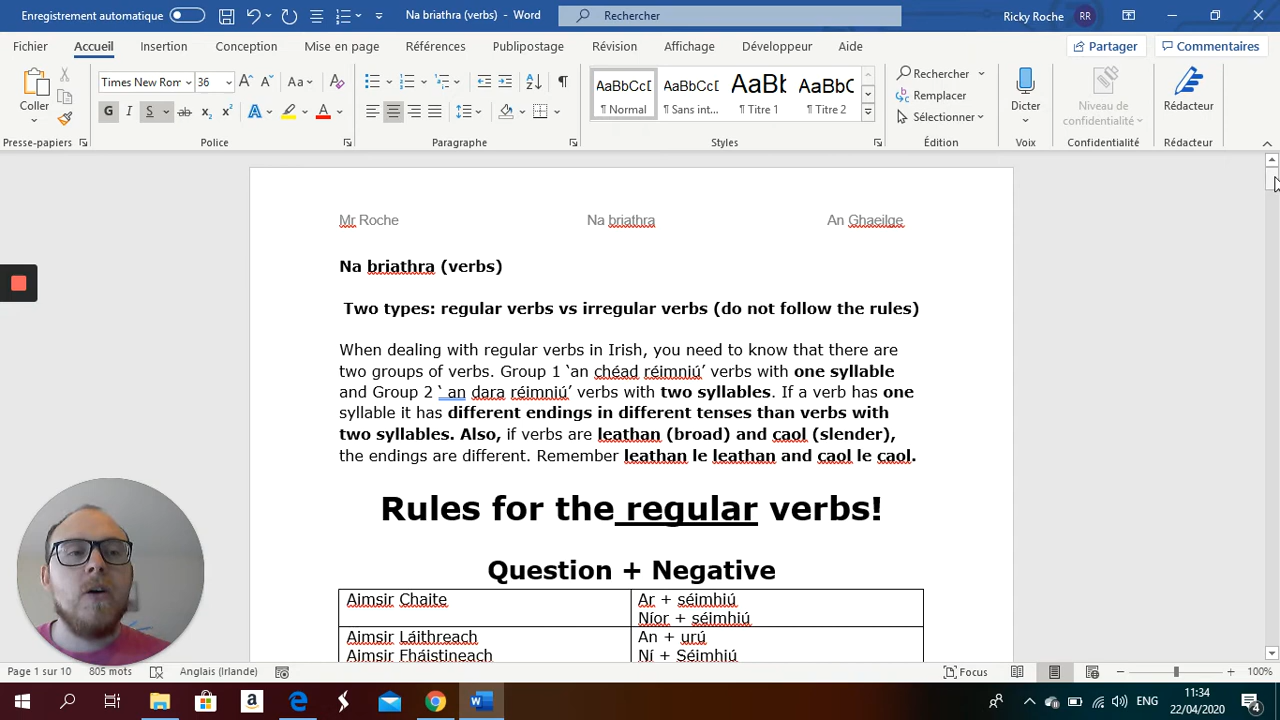 Enregistrement automatique
Na briathra (verbs) - Word
Rechercher
Ricky Roche
RR
Fichier
Accueil
Insertion
Conception
Mise en page
Références
Publipostage
Révision
Affichage
Développeur
Aide
Partager
Commentaires
Coller
Times New Rom
36
Aa
G I S ab x₂ x²
A
A
AaBbCcD
¶ Normal
AaBbCcD
¶ Sans int...
AaBb
¶ Titre 1
AaBbC
¶ Titre 2
Rechercher
Remplacer
Sélectionner
Dicter
Niveau de
confidentialité
Rédacteur
Presse-papiers
Police
Paragraphe
Styles
Édition
Voix
Confidentialité
Rédacteur
Mr Roche
Na briathra
An Ghaeilge
Na briathra (verbs)
Two types: regular verbs vs irregular verbs (do not follow the rules)
When dealing with regular verbs in Irish, you need to know that there are
two groups of verbs. Group 1 ‘an chéad réimniú’ verbs with one syllable
and Group 2 ‘ an dara réimniú’ verbs with two syllables. If a verb has one
syllable it has different endings in different tenses than verbs with
two syllables. Also, if verbs are leathan (broad) and caol (slender),
the endings are different. Remember leathan le leathan and caol le caol.
Rules for the regular verbs!
Question + Negative
Aimsir Chaite
Ar + séimhiú
Níor + séimhiú
Aimsir Láithreach
Aimsir Fháistineach
An + urú
Ní + Séimhiú
Page 1 sur 10
805 mots
Anglais (Irlande)
Focus
100%
ENG
11:34
22/04/2020
4